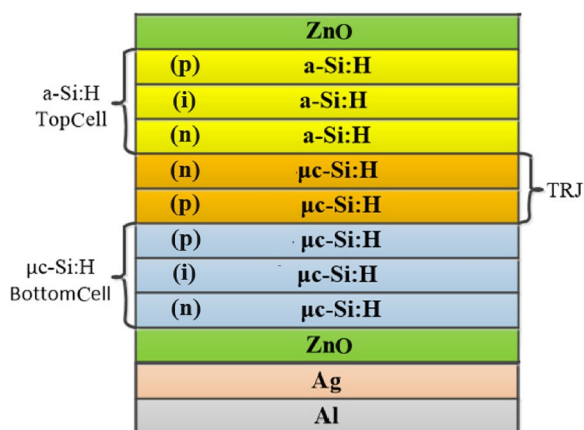 ZnO
(p) a-Si:H
(i) a-Si:H
(n) a-Si:H
a-Si:H
TopCell
(n) μc-Si:H
(p) μc-Si:H
TRJ
(p) μc-Si:H
(i) μc-Si:H
(n) μc-Si:H
μc-Si:H
BottomCell
ZnO
Ag
Al